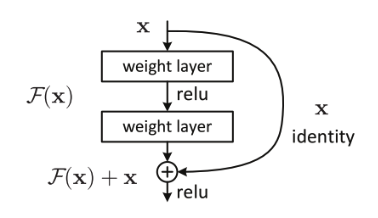 x
weight layer
relu
F(x)
weight layer
x
identity
F(x) + x
relu